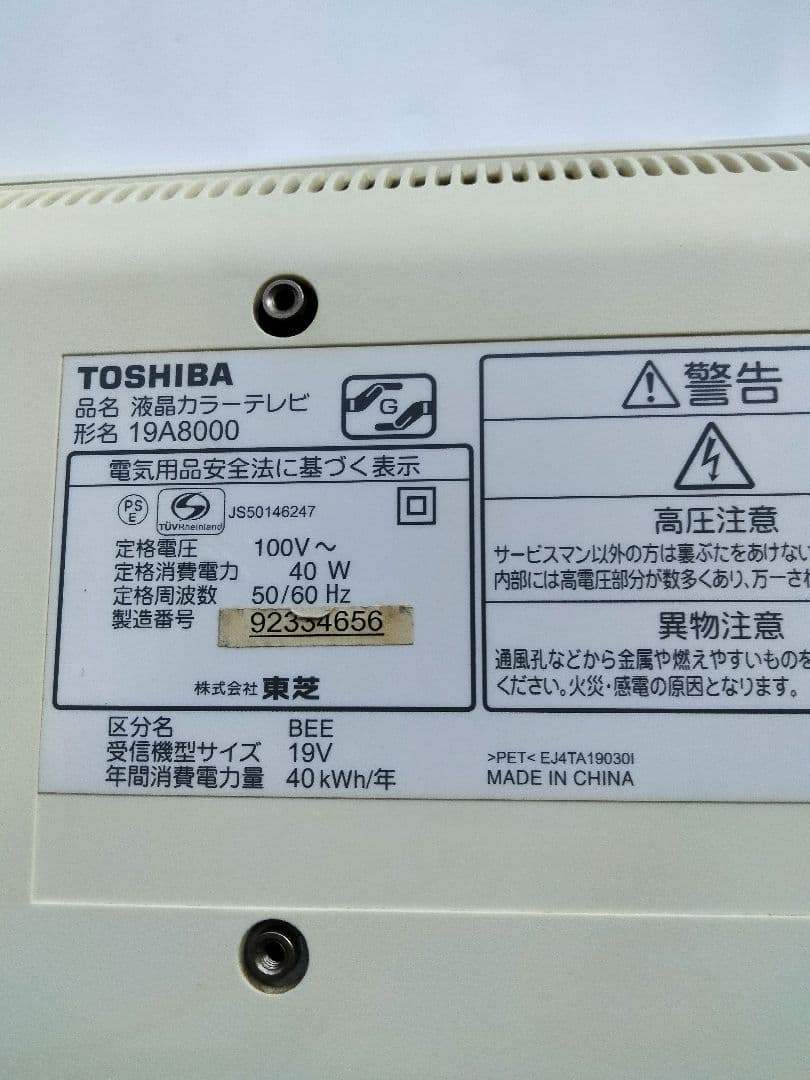 TOSHIBA
品名 液晶カラーテレビ
形名 19A8000
G
電気用品安全法に基づく表示
PS
E
TÜVRheinland
JS50146247
定格電圧 100V～
定格消費電力 40 W
定格周波数 50/60 Hz
製造番号 92354656
株式会社 東芝
区分名 BEE
受信機型サイズ 19V
年間消費電力量 40kWh/年
警告
高圧注意
サービスマン以外の方は裏ぶたをあけない
内部には高電圧部分が数多くあり、万一さ
異物注意
通風孔などから金属や燃えやすいものを
ください。火災・感電の原因となります。
>PET< EJ4TA19030I
MADE IN CHINA